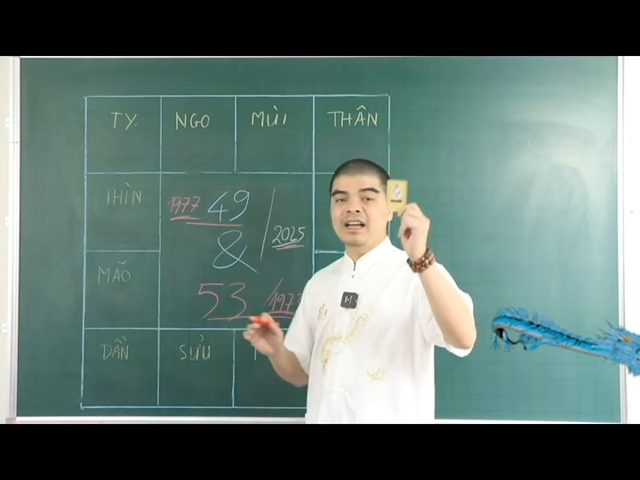 TỴ. NGỌ MÙI THÂN
THÌN
1977 49
& 2025
MÃO
53
DẦN SỬU